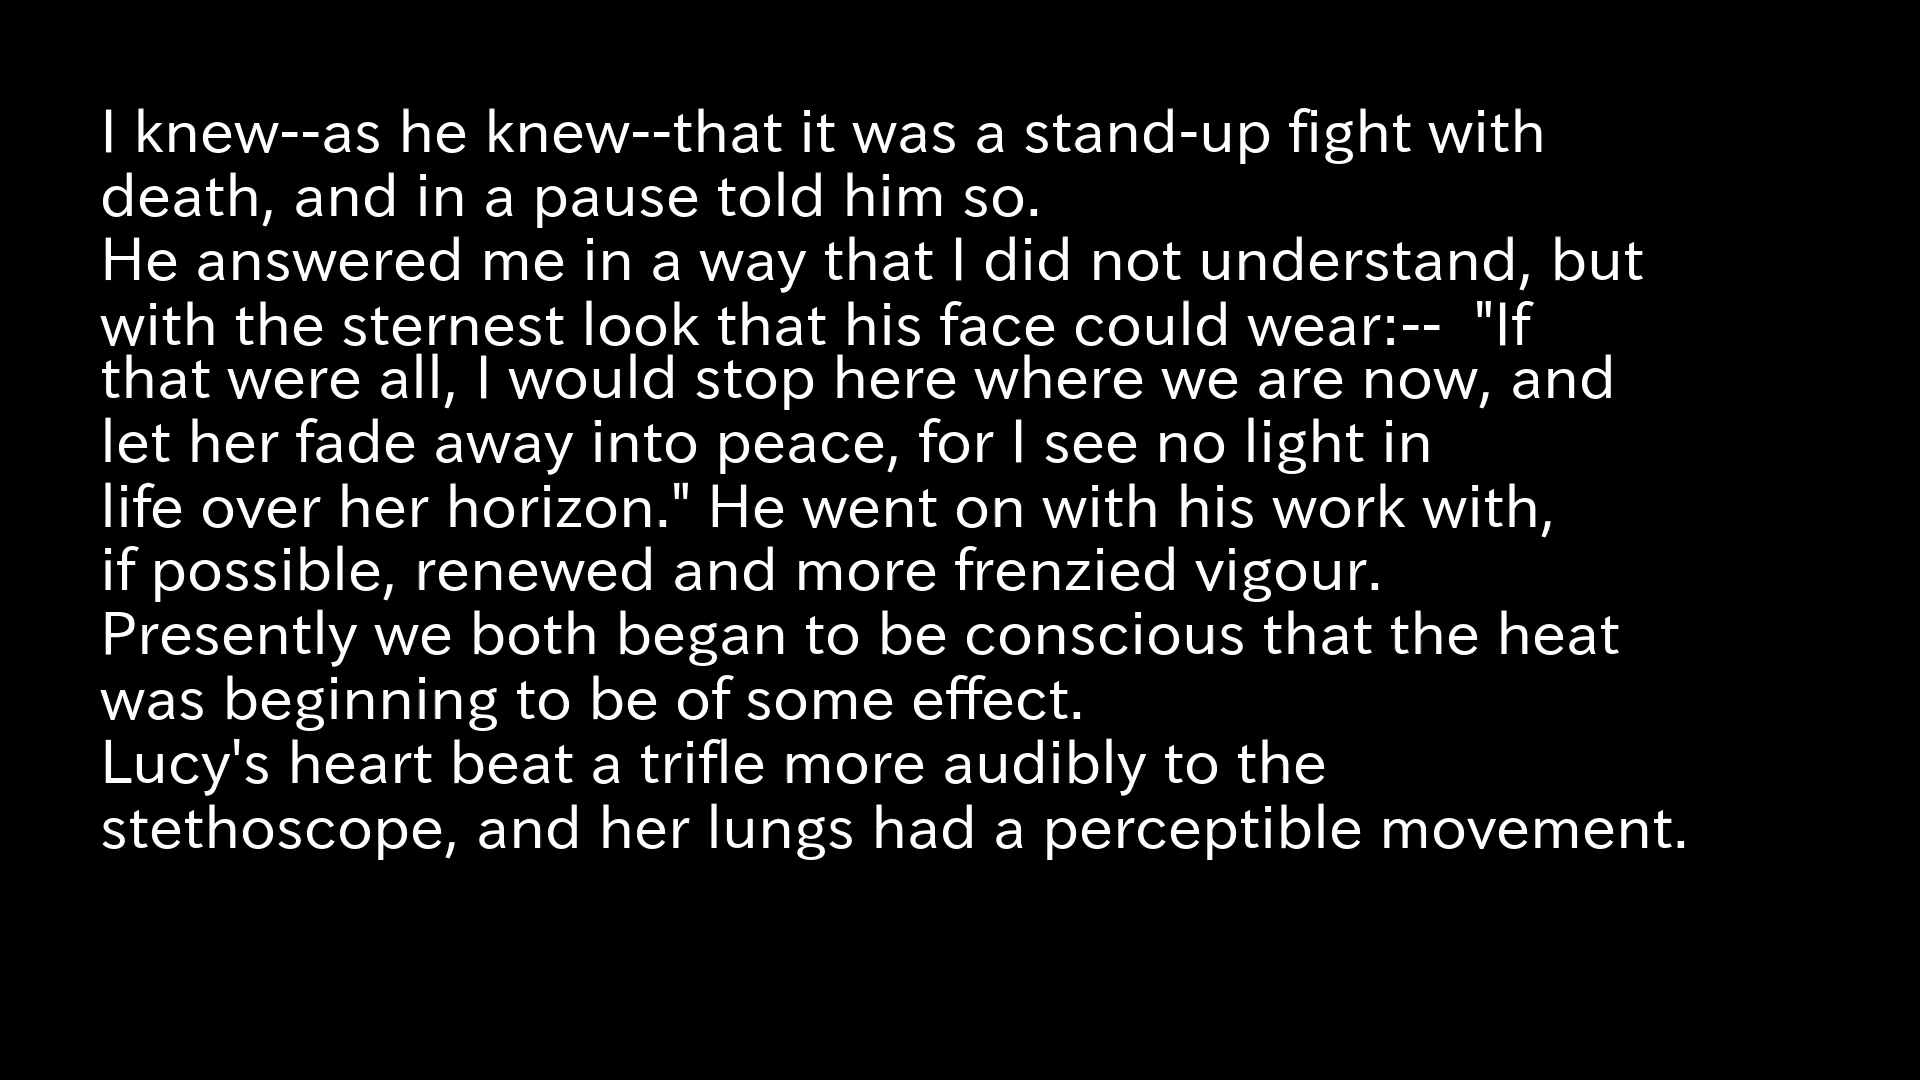 I knew--as he knew--that it was a stand-up fight with
death, and in a pause told him so.
He answered me in a way that I did not understand, but
with the sternest look that his face could wear:--  "If
that were all, I would stop here where we are now, and
let her fade away into peace, for I see no light in
life over her horizon." He went on with his work with,
if possible, renewed and more frenzied vigour.
Presently we both began to be conscious that the heat
was beginning to be of some effect.
Lucy's heart beat a trifle more audibly to the
stethoscope, and her lungs had a perceptible movement.